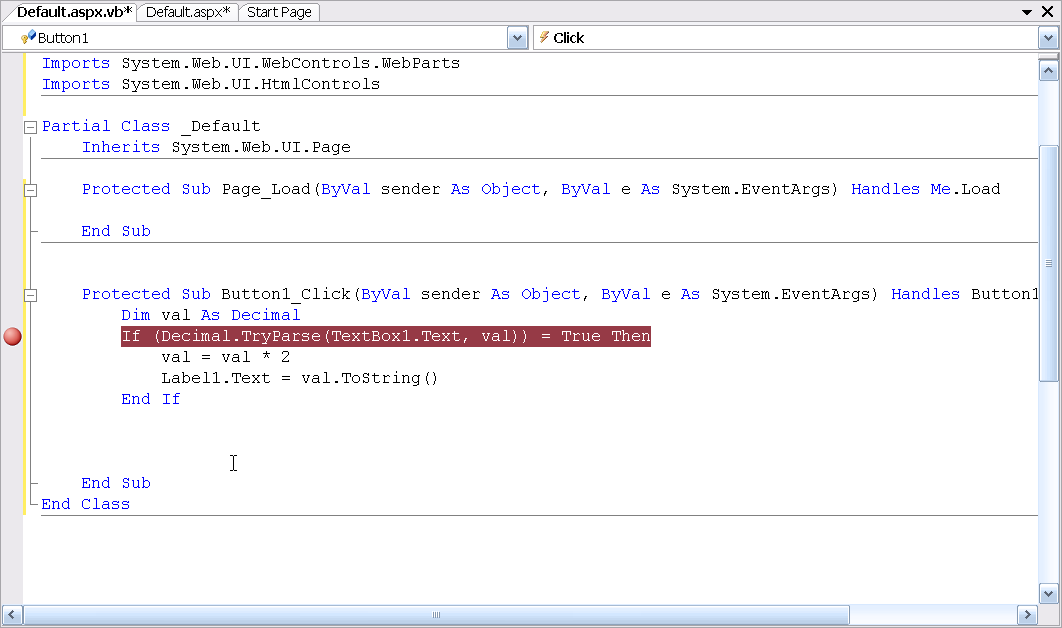 Default.aspx.vb* Default.aspx* Start Page
Button1 Click
Imports System.Web.UI.WebControls.WebParts
Imports System.Web.UI.HtmlControls
Partial Class _Default
Inherits System.Web.UI.Page
Protected Sub Page_Load(ByVal sender As Object, ByVal e As System.EventArgs) Handles Me.Load
End Sub
Protected Sub Button1_Click(ByVal sender As Object, ByVal e As System.EventArgs) Handles Button1
Dim val As Decimal
If (Decimal.TryParse(TextBox1.Text, val)) = True Then
val = val * 2
Label1.Text = val.ToString()
End If
End Sub
End Class